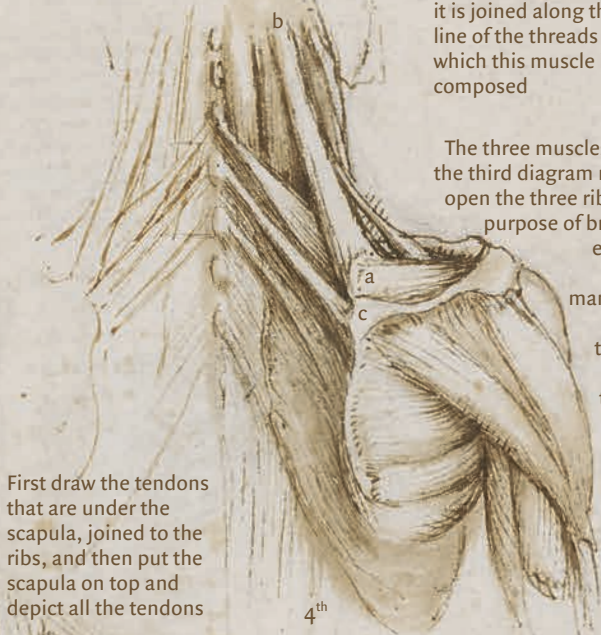 b
it is joined along th
line of the threads
which this muscle
composed
The three muscle
the third diagram
open the three rib
purpose of br
e
a
mar
c
t
First draw the tendons
that are under the
scapula, joined to the
ribs, and then put the
scapula on top and
depict all the tendons
4th